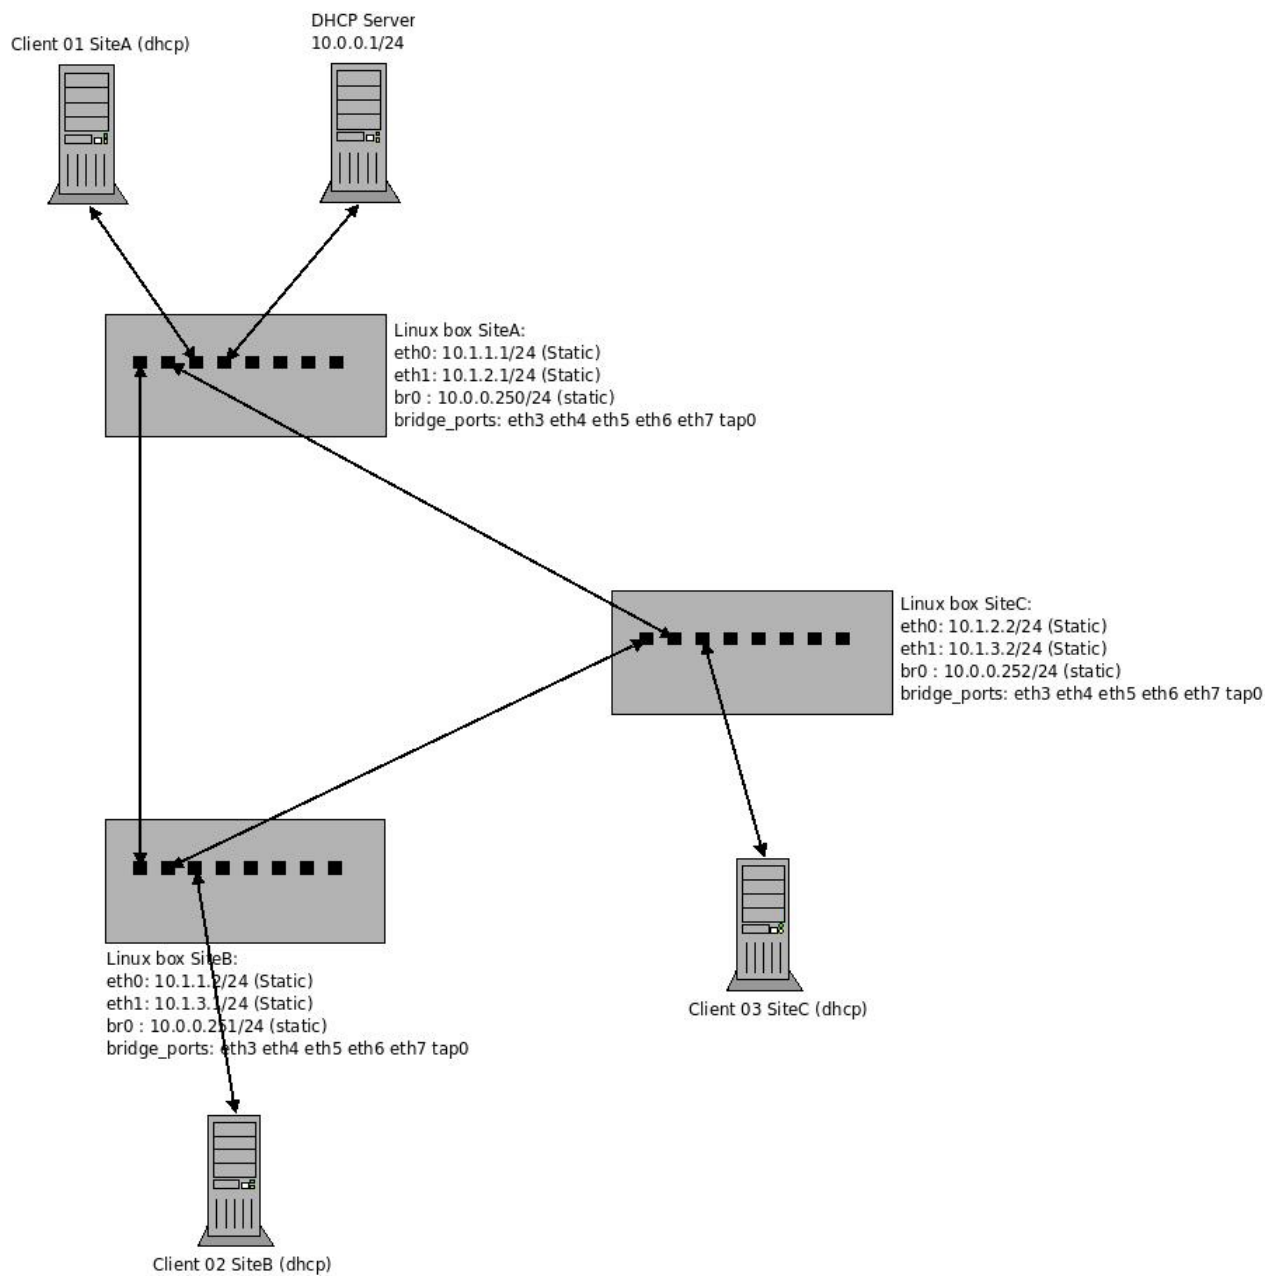 DHCP Server
10.0.0.1/24
Client 01 SiteA (dhcp)
Linux box SiteA:
eth0: 10.1.1.1/24 (Static)
eth1: 10.1.2.1/24 (Static)
br0 : 10.0.0.250/24 (static)
bridge_ports: eth3 eth4 eth5 eth6 eth7 tap0
Linux box SiteC:
eth0: 10.1.2.2/24 (Static)
eth1: 10.1.3.2/24 (Static)
br0 : 10.0.0.252/24 (static)
bridge_ports: eth3 eth4 eth5 eth6 eth7 tap0
Linux box SiteB:
eth0: 10.1.1.2/24 (Static)
eth1: 10.1.3.1/24 (Static)
br0 : 10.0.0.251/24 (static)
bridge_ports: eth3 eth4 eth5 eth6 eth7 tap0
Client 03 SiteC (dhcp)
Client 02 SiteB (dhcp)